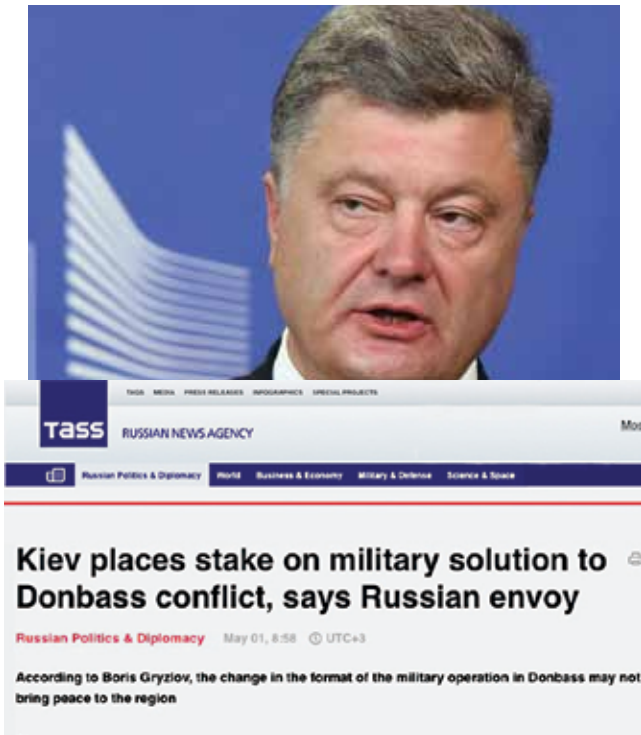 TAGS MEDIA PRESS RELEASES INFOGRAPHICS SPECIAL PROJECTS
TASS RUSSIAN NEWS AGENCY
Russian Politics & Diplomacy World Business & Economy Military & Defense Science & Space
Kiev places stake on military solution to
Donbass conflict, says Russian envoy
Russian Politics & Diplomacy May 01, 8:58 UTC+3
According to Boris Gryzlov, the change in the format of the military operation in Donbass may not
bring peace to the region